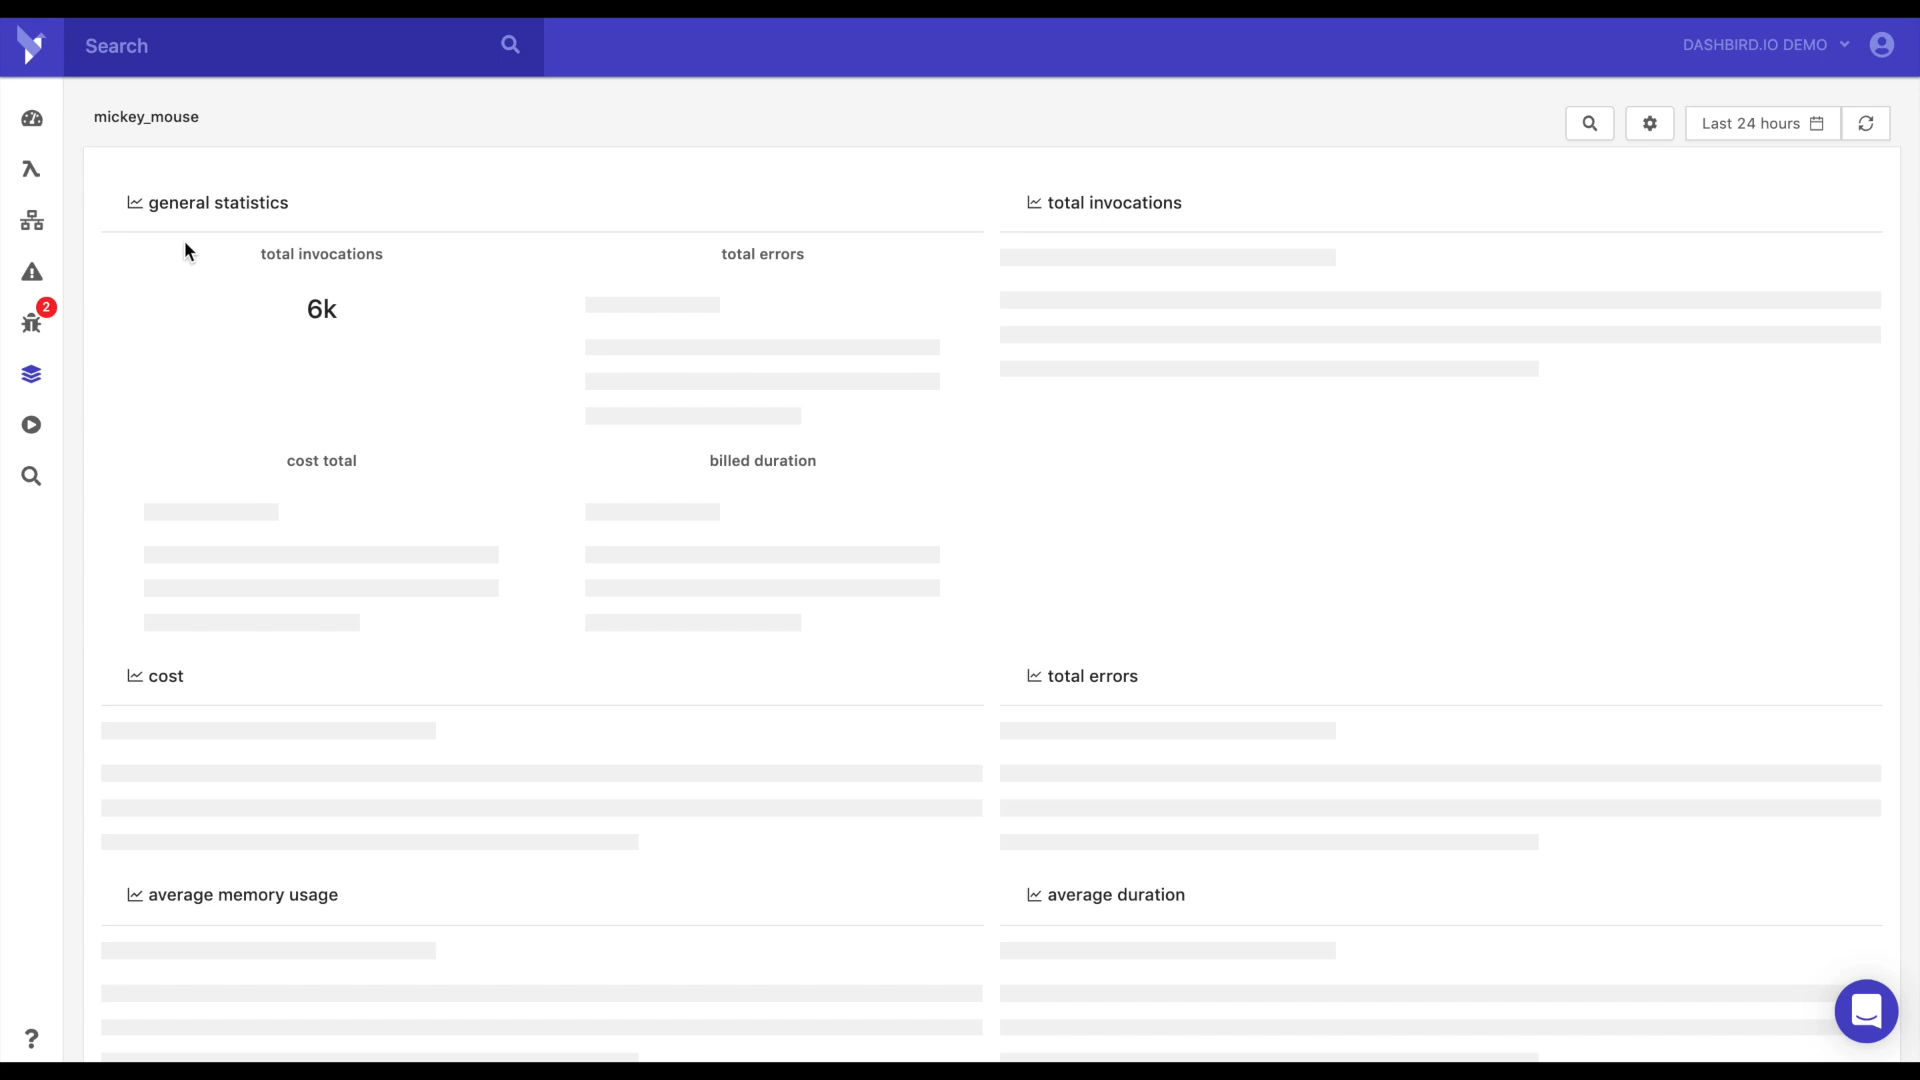 Search
DASHBIRD.IO DEMO
mickey_mouse
Last 24 hours
general statistics
total invocations
total invocations
total errors
6k
2
cost total
billed duration
cost
total errors
average memory usage
average duration
?